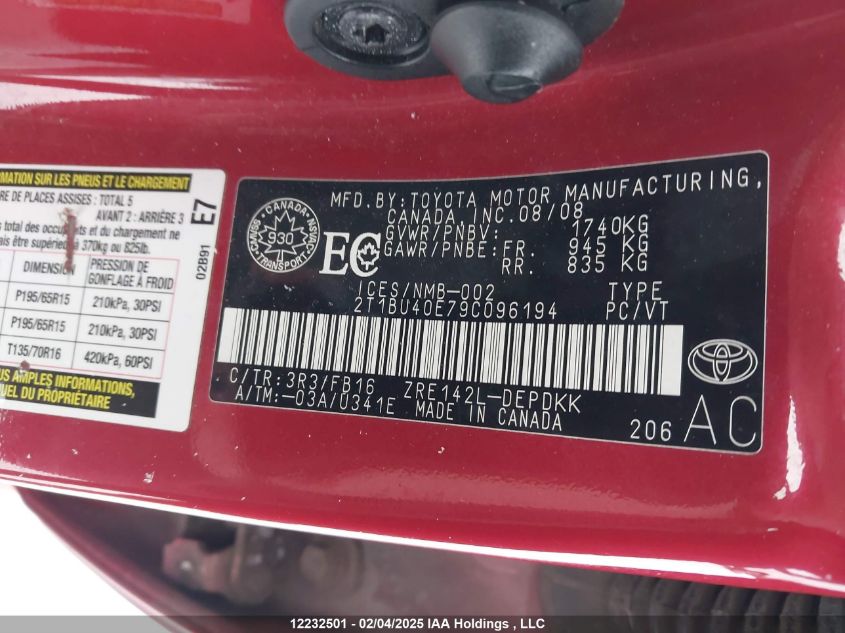 RMATION SUR LES PNEUS ET LE CHARGEMENT
RE DE PLACES ASSISES : TOTAL 5
AVANT 2 : ARRIÈRE 3
total des occupants et du chargement ne
ais être supérieur à 370kg ou 825lb.
E7
02B91
DIMENSION
PRESSION DE
GONFLAGE À FROID
P195/65R15 210kPa, 30PSI
P195/65R15 210kPa, 30PSI
T135/70R16 420kPa, 60PSI
US AMPLES INFORMATIONS,
UEL DU PROPRIÉTAIRE
MFD.BY:TOYOTA MOTOR MANUFACTURING,
CANADA, INC.08/08
GVWR/PNBV: 1740KG
GAWR/PNBE:FR. 945 KG
RR. 835 KG
CANADA
930
TRANSPORT
CMVSS
NSVAC
EC
ICES/NMB-002 TYPE
2T1BU40E79C096194 PC/VT
C/TR:3R3/FB16 ZRE142L-DEPDKK
A/TM:-03A/U341E MADE IN CANADA
206 AC
12232501 - 02/04/2025 IAA Holdings , LLC